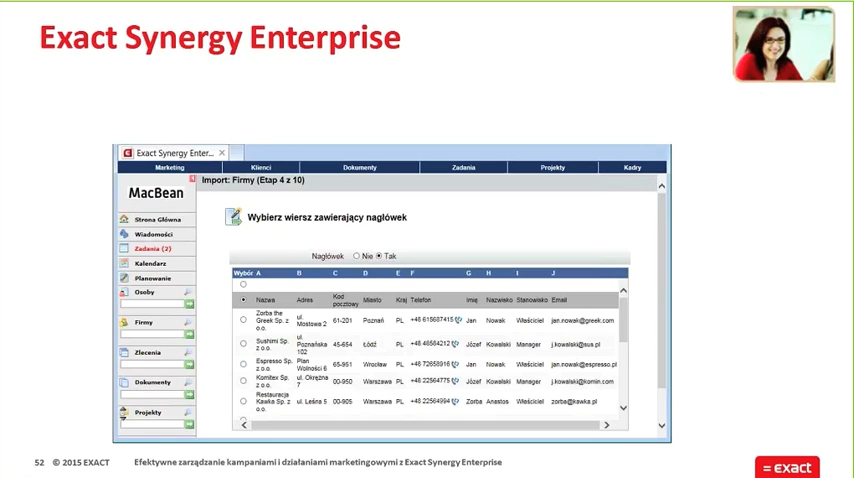 Exact Synergy Enterprise
Exact Synergy Enter... ×
Marketing Klienci Dokumenty Zadania Projekty Kadry
MacBean
Import: Firmy (Etap 4 z 10)
Strona Główna
Wiadomości
Zadania (2)
Kalendarz
Planowanie
Osoby
Firmy
Zlecenia
Dokumenty
Projekty
Wybierz wiersz zawierający nagłówek
Nagłówek Nie Tak
Wybór A B C D E F G H I J
Nazwa Adres Kod pocztowy Miasto Kraj Telefon Imię Nazwisko Stanowisko Email
Zorba the Greek Sp. z o.o. ul. Mostowa 2 61-201 Poznań PL +48 615687415 Jan Nowak Właściciel jan.nowak@greek.com
Sushimi Sp. z o.o. ul. Poznańska 102 45-654 Łódź PL +48 48584212 Józef Kowalski Manager j.kowalski@sus.pl
Espresso Sp. z o.o. Plan Wolności 6 65-951 Wrocław PL +48 72658916 Jan Nowak Właściciel jan.nowak@espresso.pl
Komitex Sp. z o.o. ul. Okrężna 7 00-950 Warszawa PL +48 22564775 Józef Kowalski Manager j.kowalski@komin.com
Restauracja Kawka Sp. z o.o. ul. Leśna 5 00-905 Warszawa PL +48 22564994 Zorba Anastos Właściciel zorba@kawka.pl
52 © 2015 EXACT Efektywne zarządzanie kampaniami i działaniami marketingowymi z Exact Synergy Enterprise
= exact